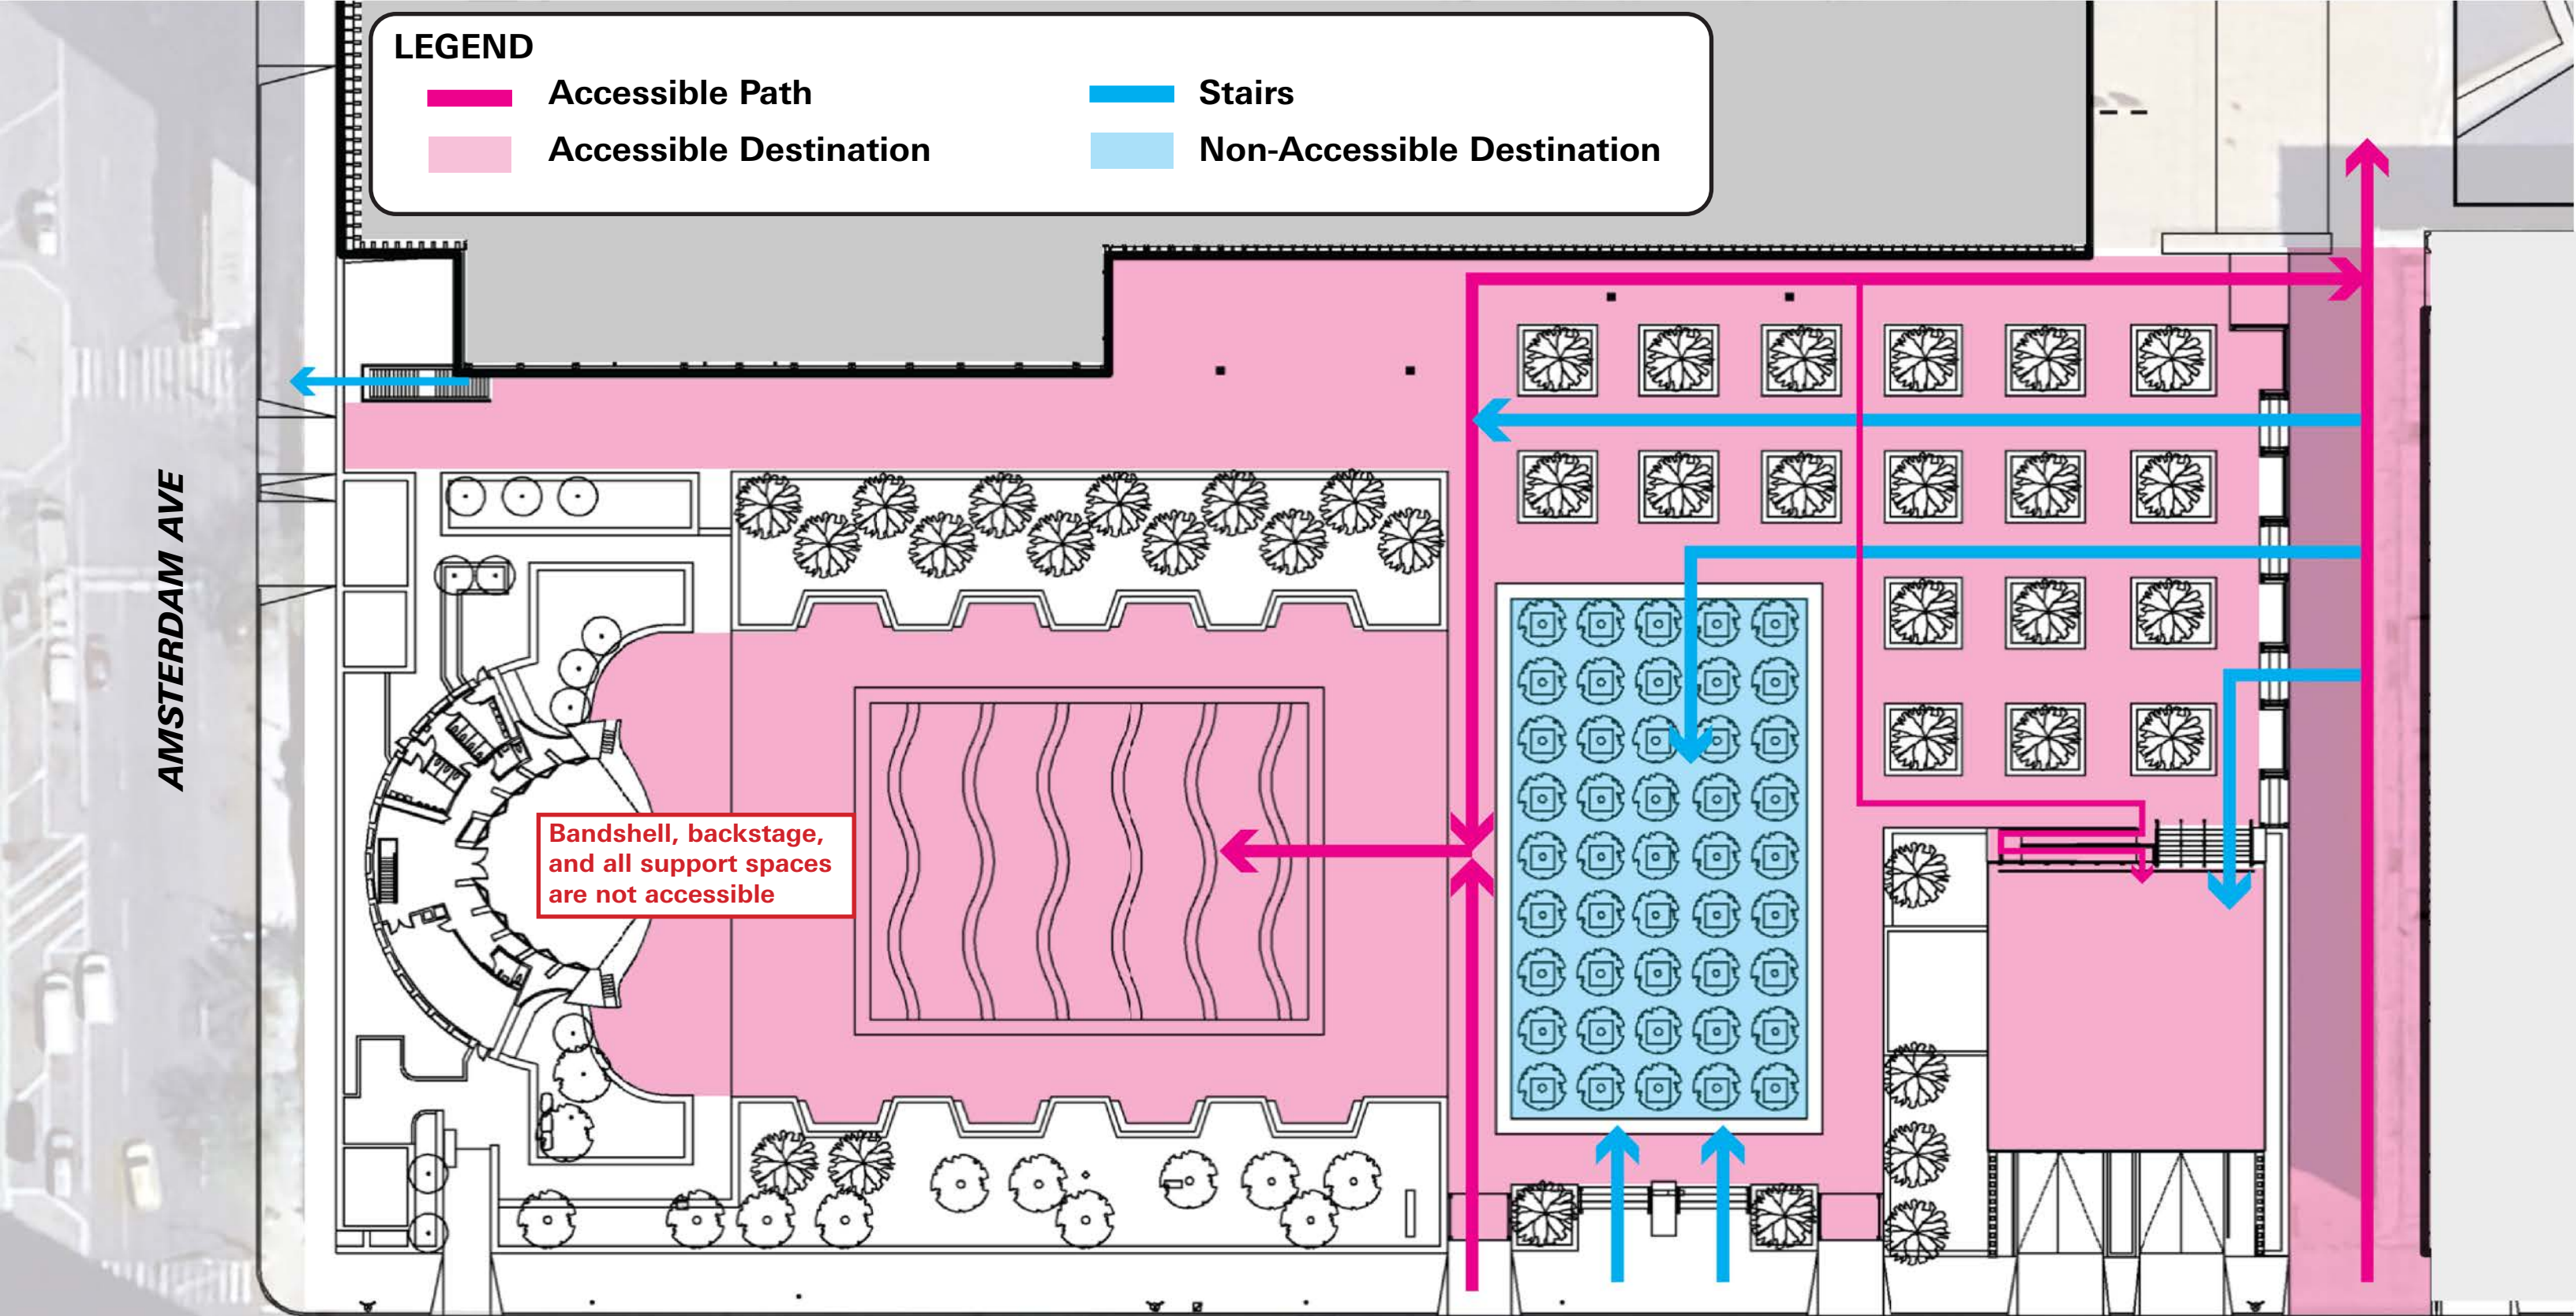 LEGEND
Accessible Path
Stairs
Accessible Destination
Non-Accessible Destination
AMSTERDAM AVE
Bandshell, backstage,
and all support spaces
are not accessible